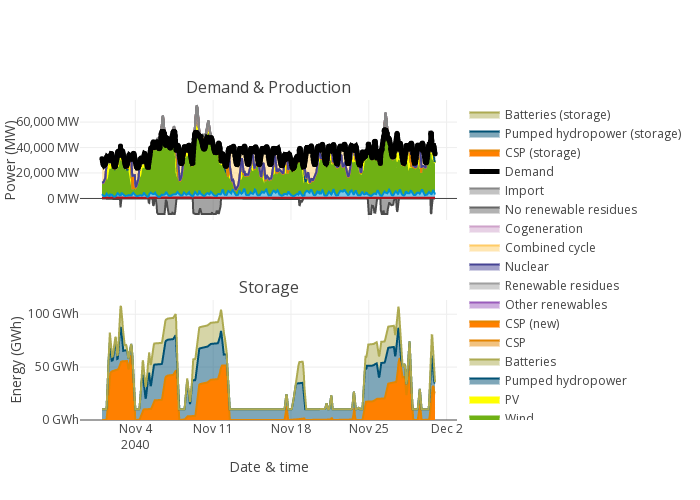 Demand & Production
Power (MW)
60,000 MW
40,000 MW
20,000 MW
0 MW
Storage
Energy (GWh)
100 GWh
50 GWh
0 GWh
Nov 4
2040
Nov 11
Nov 18
Nov 25
Dec 2
Date & time
Batteries (storage)
Pumped hydropower (storage)
CSP (storage)
Demand
Import
No renewable residues
Cogeneration
Combined cycle
Nuclear
Renewable residues
Other renewables
CSP (new)
CSP
Batteries
Pumped hydropower
PV
Wind